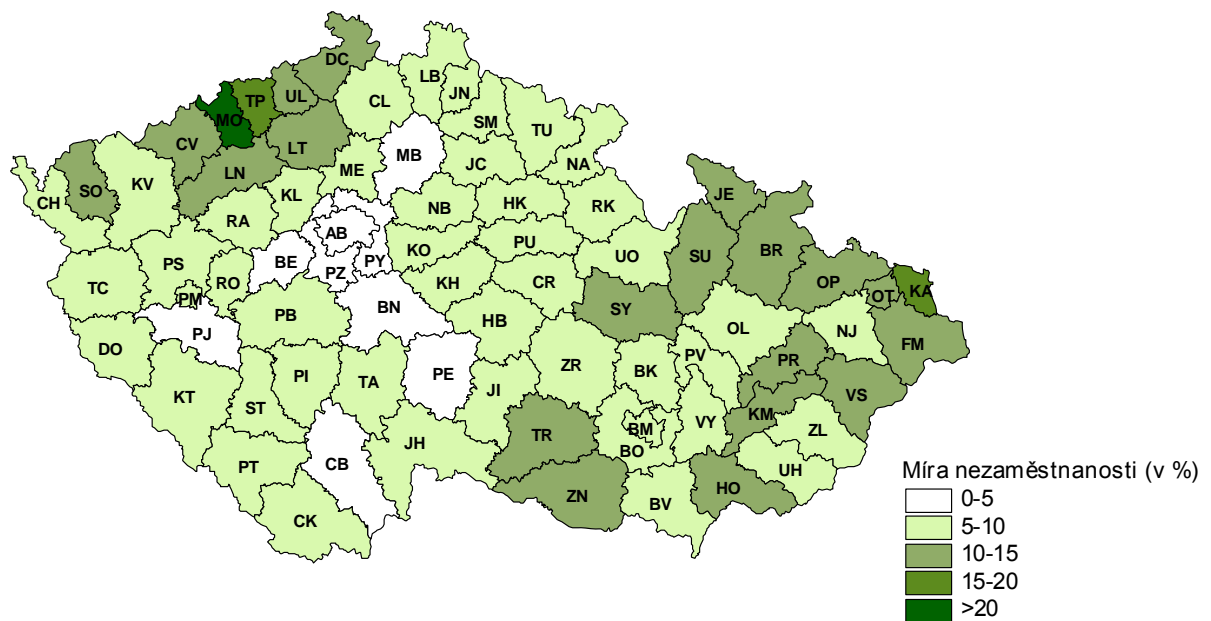 DC
LB
JN
TP
UL
CL
MO
SM
TU
CV
LT
MB
LN
ME
JC
NA
SO
KV
KL
JE
CH
RA
NB
HK
RK
AB
KO
PU
SU
BR
UO
PS
BE
PZ
PY
TC
RO
KH
CR
OP
OT
KA
PM
BN
PB
SY
PJ
HB
OL
NJ
DO
FM
PV
PR
KT
PI
TA
PE
ZR
BK
JI
VS
ST
KM
VY
TR
BM
ZL
JH
BO
CB
PT
UH
HO
ZN
BV
CK
Míra nezaměstnanosti (v %)
0-5
5-10
10-15
15-20
>20